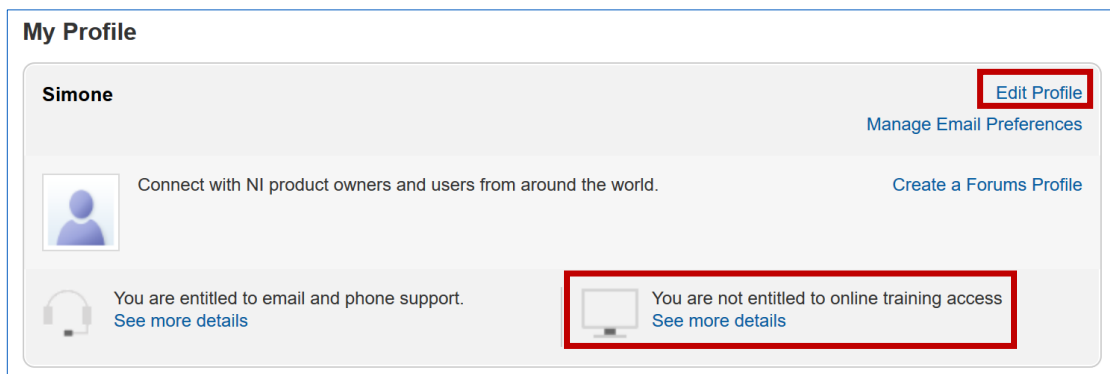 My Profile
Simone
Edit Profile
Manage Email Preferences
Connect with NI product owners and users from around the world.
Create a Forums Profile
You are entitled to email and phone support.
See more details
You are not entitled to online training access
See more details